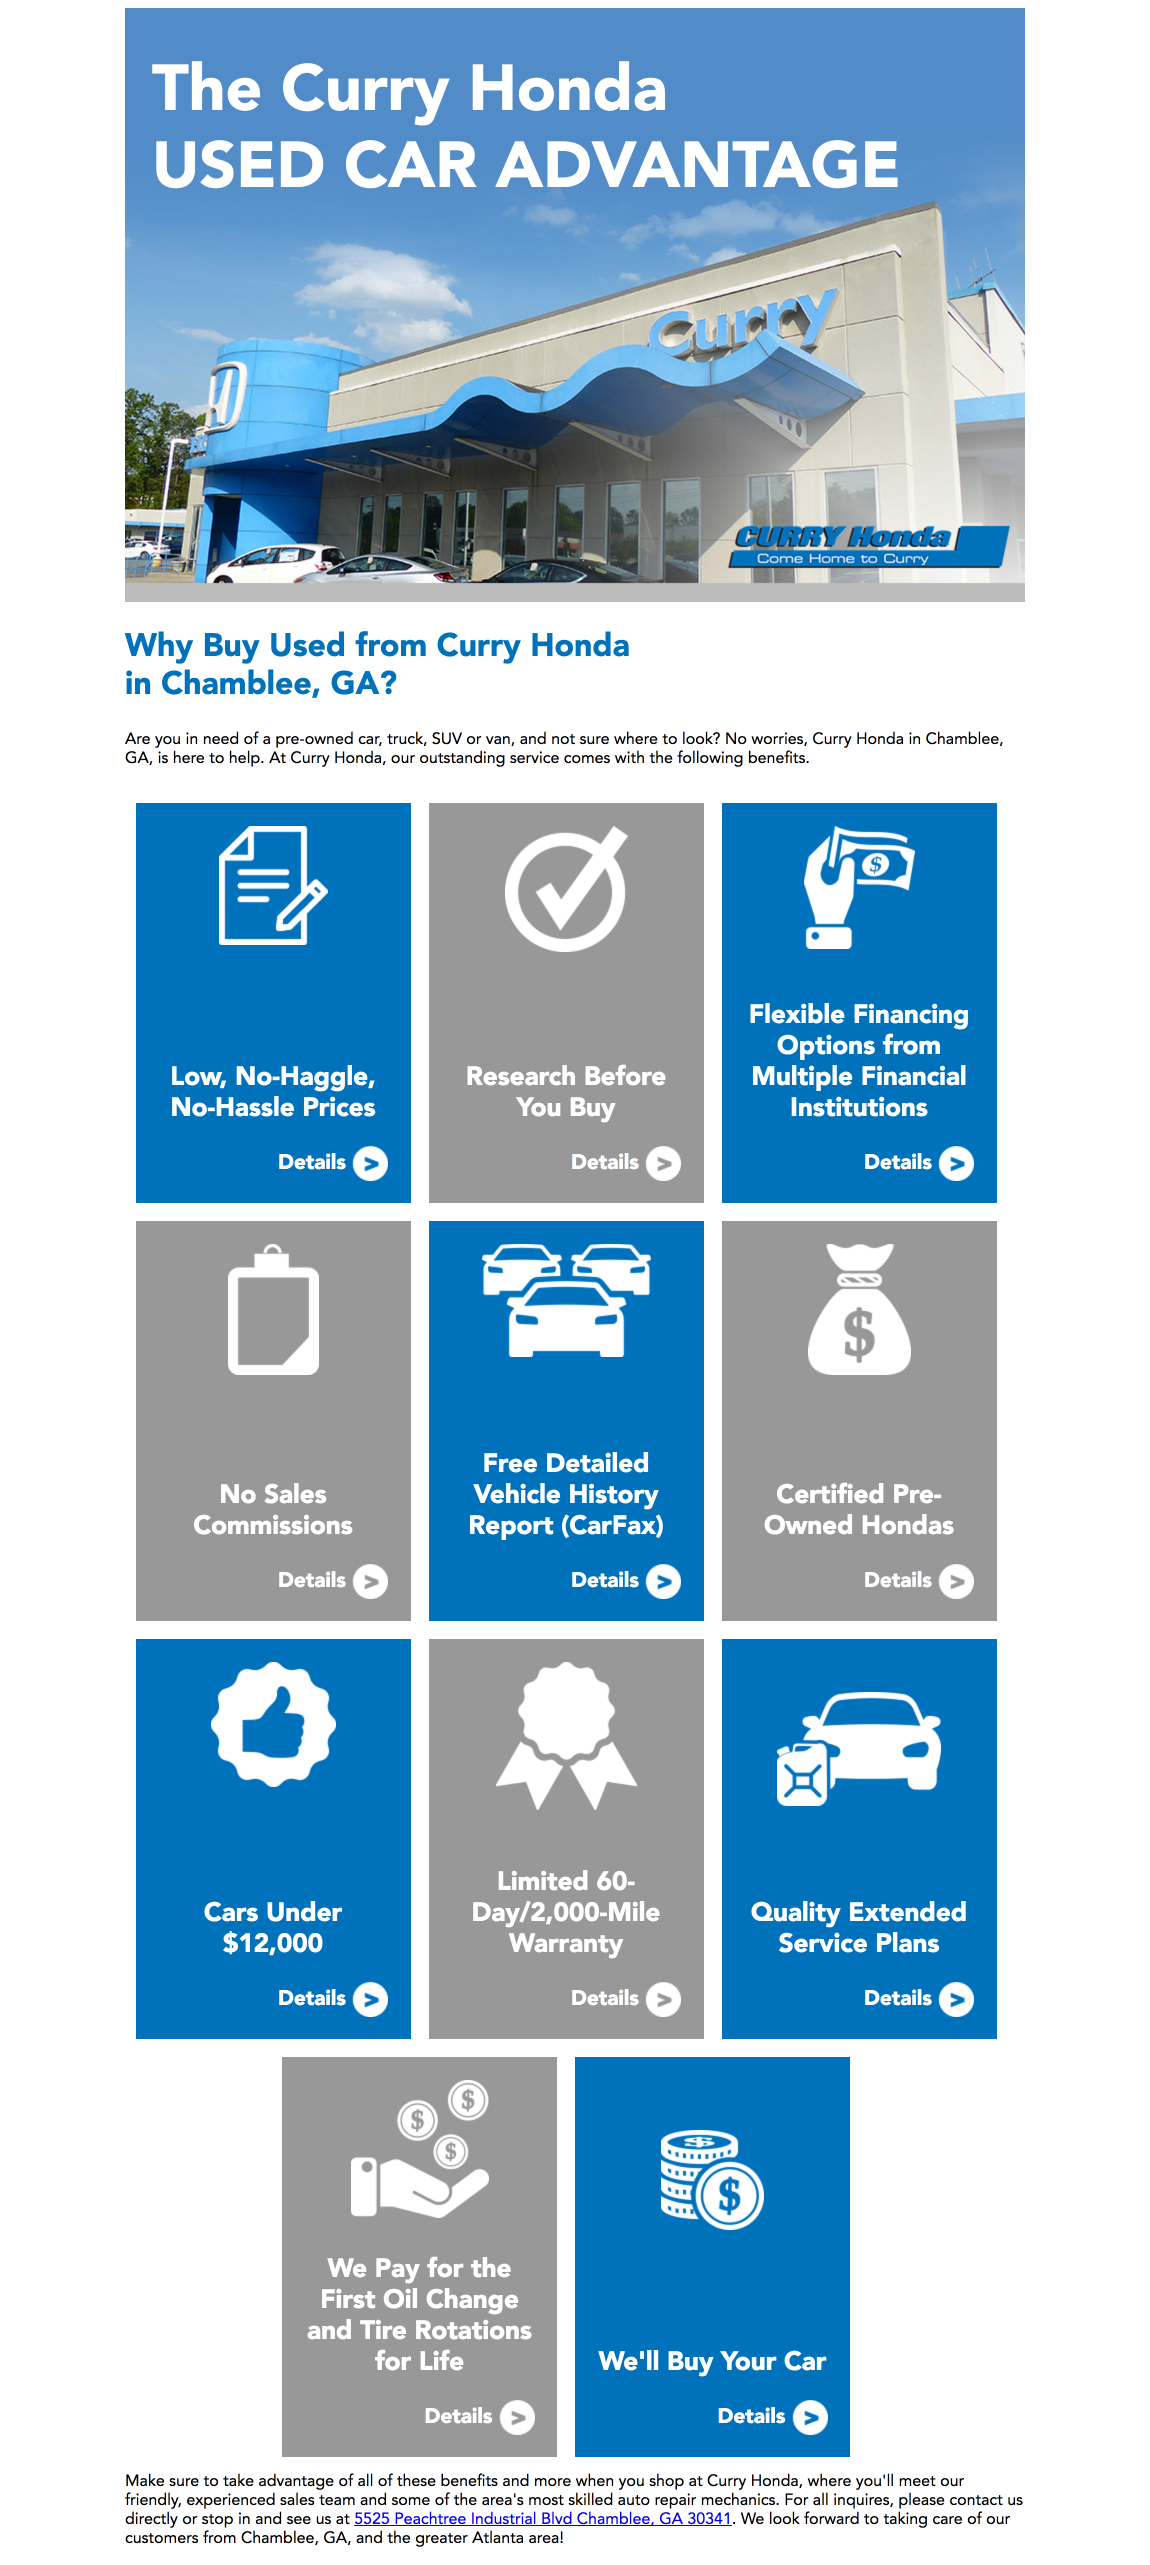 The Curry Honda
USED CAR ADVANTAGE
Curry
CURRY Honda
Come Home to Curry
Why Buy Used from Curry Honda
in Chamblee, GA?
Are you in need of a pre-owned car, truck, SUV or van, and not sure where to look? No worries, Curry Honda in Chamblee,
GA, is here to help. At Curry Honda, our outstanding service comes with the following benefits.
Low, No-Haggle,
No-Hassle Prices
Details >
Research Before
You Buy
Details >
$
Flexible Financing
Options from
Multiple Financial
Institutions
Details >
No Sales
Commissions
Details >
Free Detailed
Vehicle History
Report (CarFax)
Details >
$
Certified Pre-
Owned Hondas
Details >
Cars Under
$12,000
Details >
Limited 60-
Day/2,000-Mile
Warranty
Details >
Quality Extended
Service Plans
Details >
$
$
$
We Pay for the
First Oil Change
and Tire Rotations
for Life
Details >
$
$
We'll Buy Your Car
Details >
Make sure to take advantage of all of these benefits and more when you shop at Curry Honda, where you'll meet our
friendly, experienced sales team and some of the area's most skilled auto repair mechanics. For all inquires, please contact us
directly or stop in and see us at 5525 Peachtree Industrial Blvd Chamblee, GA 30341. We look forward to taking care of our
customers from Chamblee, GA, and the greater Atlanta area!